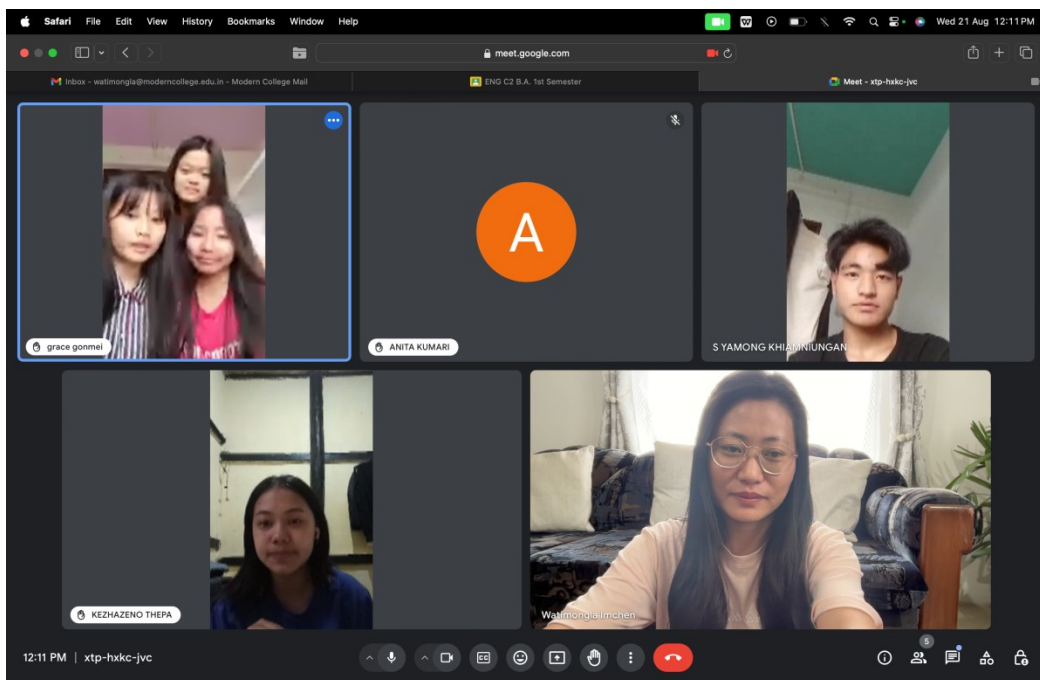 Safari File Edit View History Bookmarks Window Help Wed 21 Aug 12:11 PM
meet.google.com
Inbox - watimongla@moderncollege.edu.in - Modern College Mail
ENG C2 B.A. 1st Semester
Meet - xtp-hxkc-jvc
A
grace gonmei
ANITA KUMARI
S YAMONG KHIAMNIUNGAN
KEZHAZENO THEPA
Watimongla Imchen
12:11 PM | xtp-hxkc-jvc
CC
5